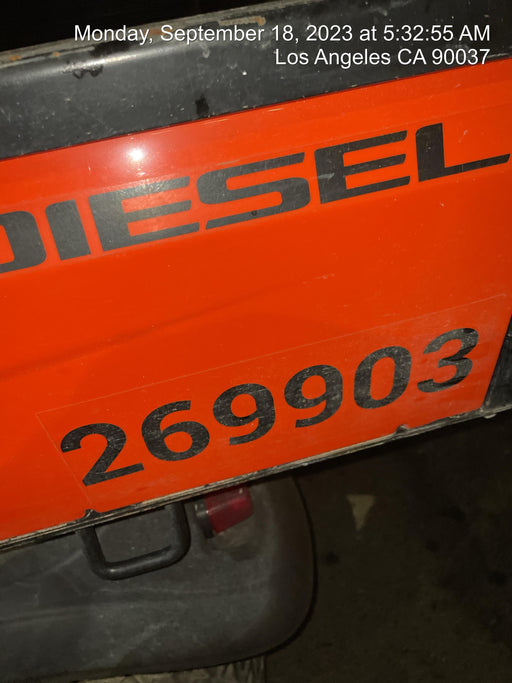 Monday, September 18, 2023 at 5:32:55 AM
Los Angeles CA 90037
DIESEL
269903